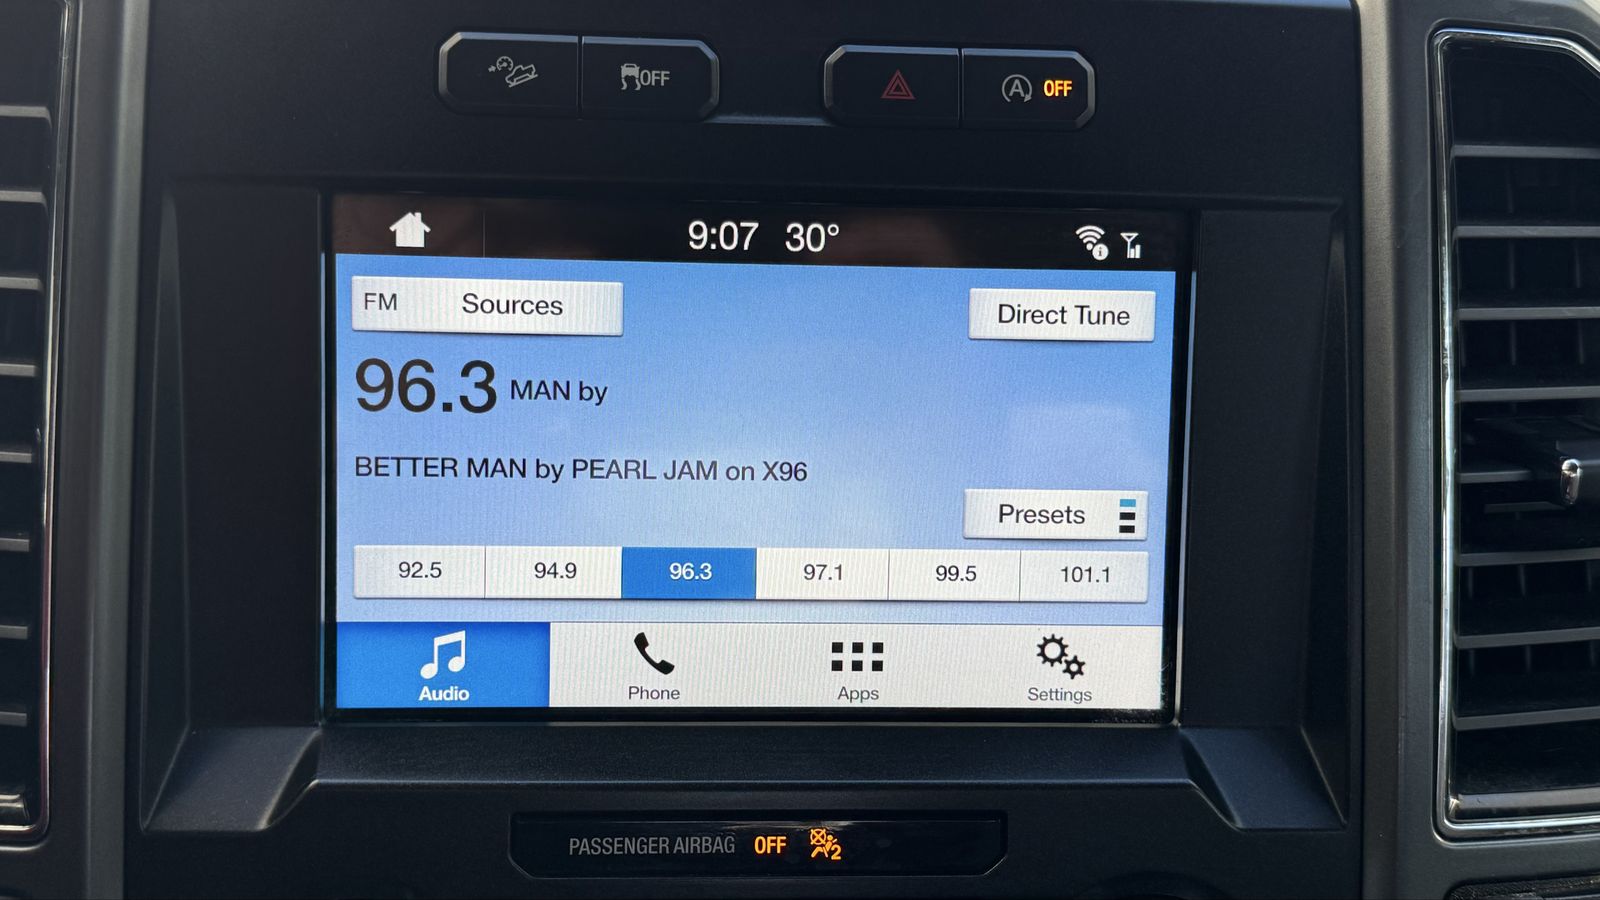 OFF
OFF
9:07 30°
FM Sources
Direct Tune
96.3 MAN by
BETTER MAN by PEARL JAM on X96
Presets
92.5 94.9 96.3 97.1 99.5 101.1
Audio Phone Apps Settings
PASSENGER AIRBAG OFF 2